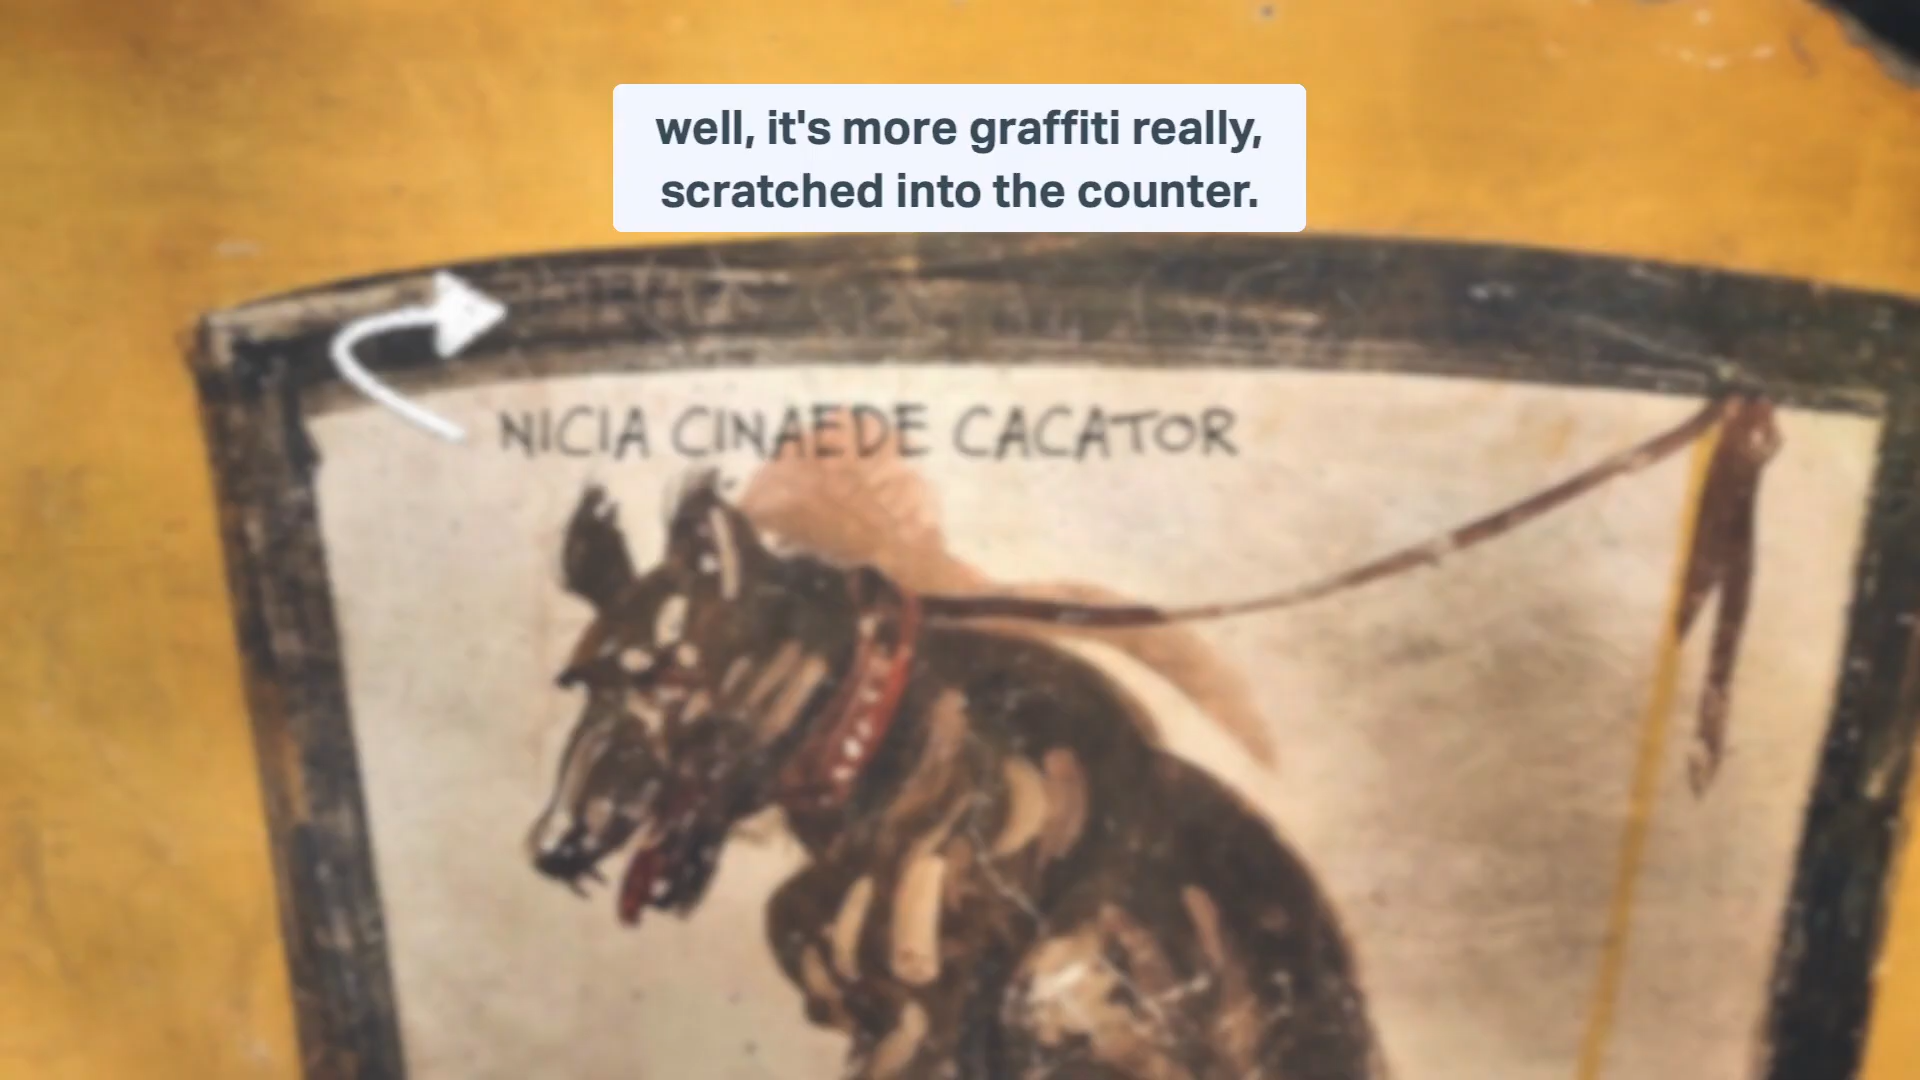 well, it's more graffiti really,
scratched into the counter.
NICIA CINAEDE CACATOR